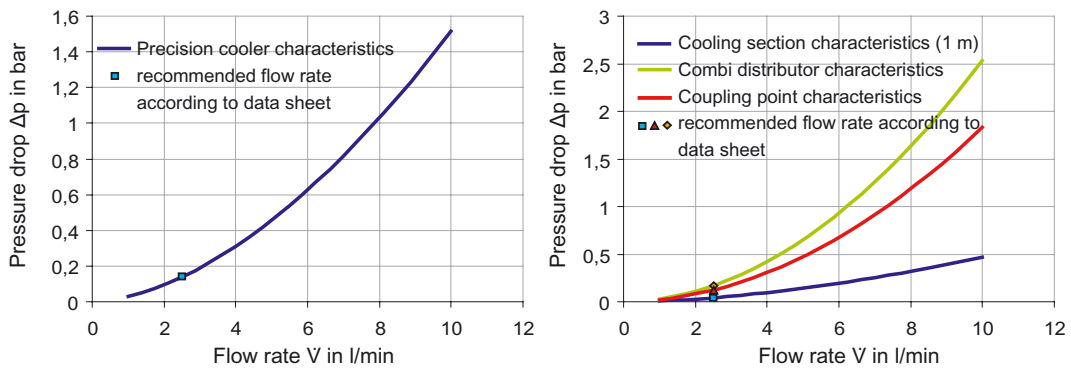 Pressure drop Δp in bar
1,6
1,4
1,2
1
0,8
0,6
0,4
0,2
0
Precision cooler characteristics
recommended flow rate
according to data sheet
0 2 4 6 8 10 12
Flow rate V̇ in l/min
Pressure drop Δp in bar
3
2,5
2
1,5
1
0,5
0
Cooling section characteristics (1 m)
Combi distributor characteristics
Coupling point characteristics
recommended flow rate according to
data sheet
0 2 4 6 8 10 12
Flow rate V̇ in l/min